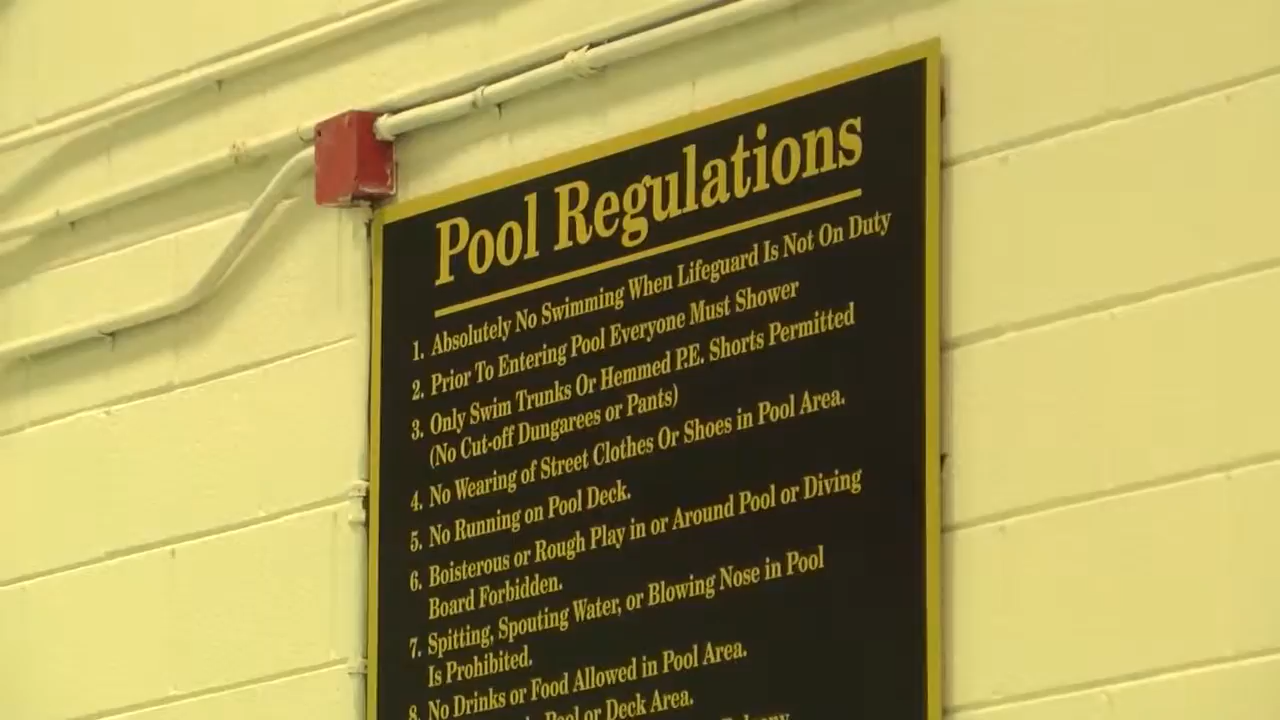 Pool Regulations
1. Absolutely No Swimming When Lifeguard Is Not On Duty
2. Prior To Entering Pool Everyone Must Shower
3. Only Swim Trunks Or Hemmed P.E. Shorts Permitted
(No Cut-off Dungarees or Pants)
4. No Wearing of Street Clothes Or Shoes in Pool Area.
5. No Running on Pool Deck.
6. Boisterous or Rough Play in or Around Pool or Diving
Board Forbidden.
7. Spitting, Spouting Water, or Blowing Nose in Pool
Is Prohibited.
8. No Drinks or Food Allowed in Pool Area.
Pool or Deck Area.